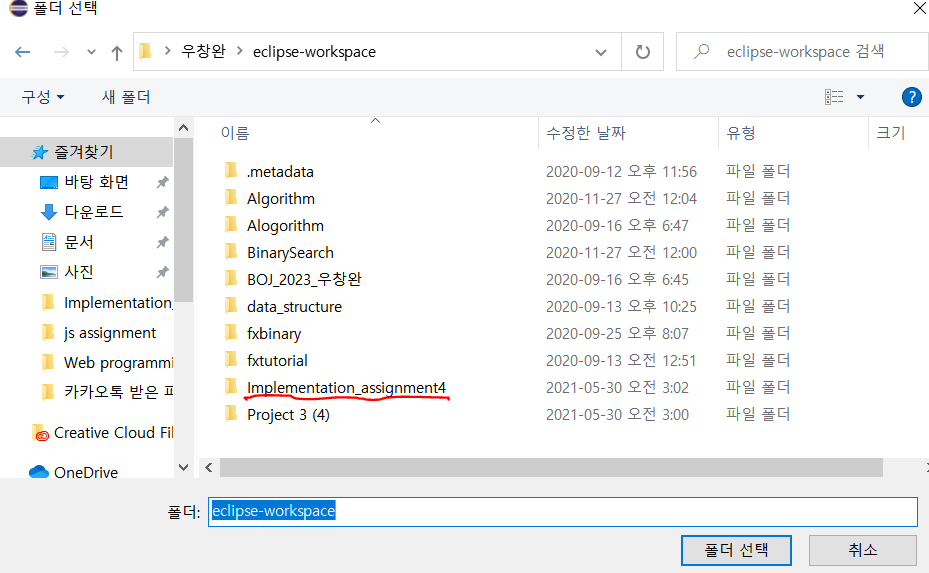 폴더 선택
우창완 > eclipse-workspace
eclipse-workspace 검색
구성
새 폴더
?
이름
수정한 날짜
유형
크기
즐겨찾기
바탕 화면
다운로드
문서
사진
Implementation_
js assignment
Web programmi
카카오톡 받은 파
Creative Cloud Fil
OneDrive
.metadata 2020-09-12 오후 11:56 파일 폴더
Algorithm 2020-11-27 오전 12:04 파일 폴더
Alogorithm 2020-09-16 오후 6:47 파일 폴더
BinarySearch 2020-11-27 오전 12:00 파일 폴더
BOJ_2023_우창완 2020-09-16 오후 6:45 파일 폴더
data_structure 2020-09-13 오후 10:25 파일 폴더
fxbinary 2020-09-25 오후 8:07 파일 폴더
fxtutorial 2020-09-13 오전 12:51 파일 폴더
Implementation_assignment4 2021-05-30 오전 3:02 파일 폴더
Project 3 (4) 2021-05-30 오전 3:00 파일 폴더
폴더: eclipse-workspace
폴더 선택
취소